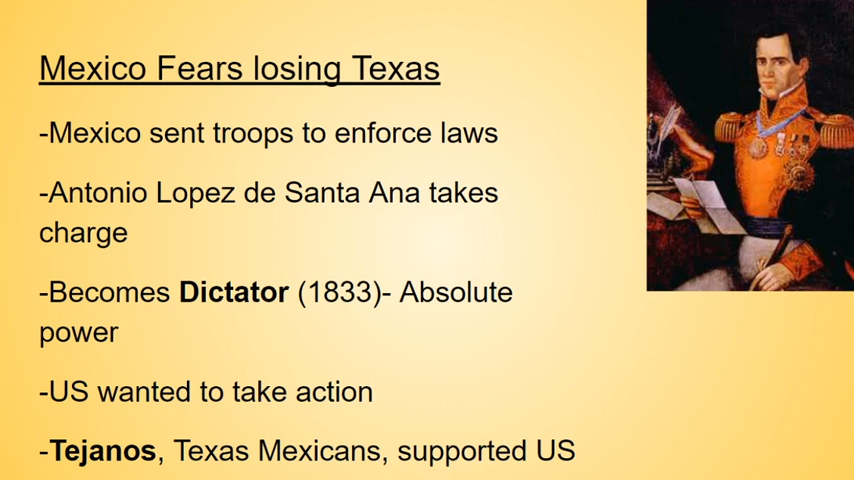 Mexico Fears losing Texas
-Mexico sent troops to enforce laws
-Antonio Lopez de Santa Ana takes
charge
-Becomes Dictator (1833)- Absolute
power
-US wanted to take action
-Tejanos, Texas Mexicans, supported US